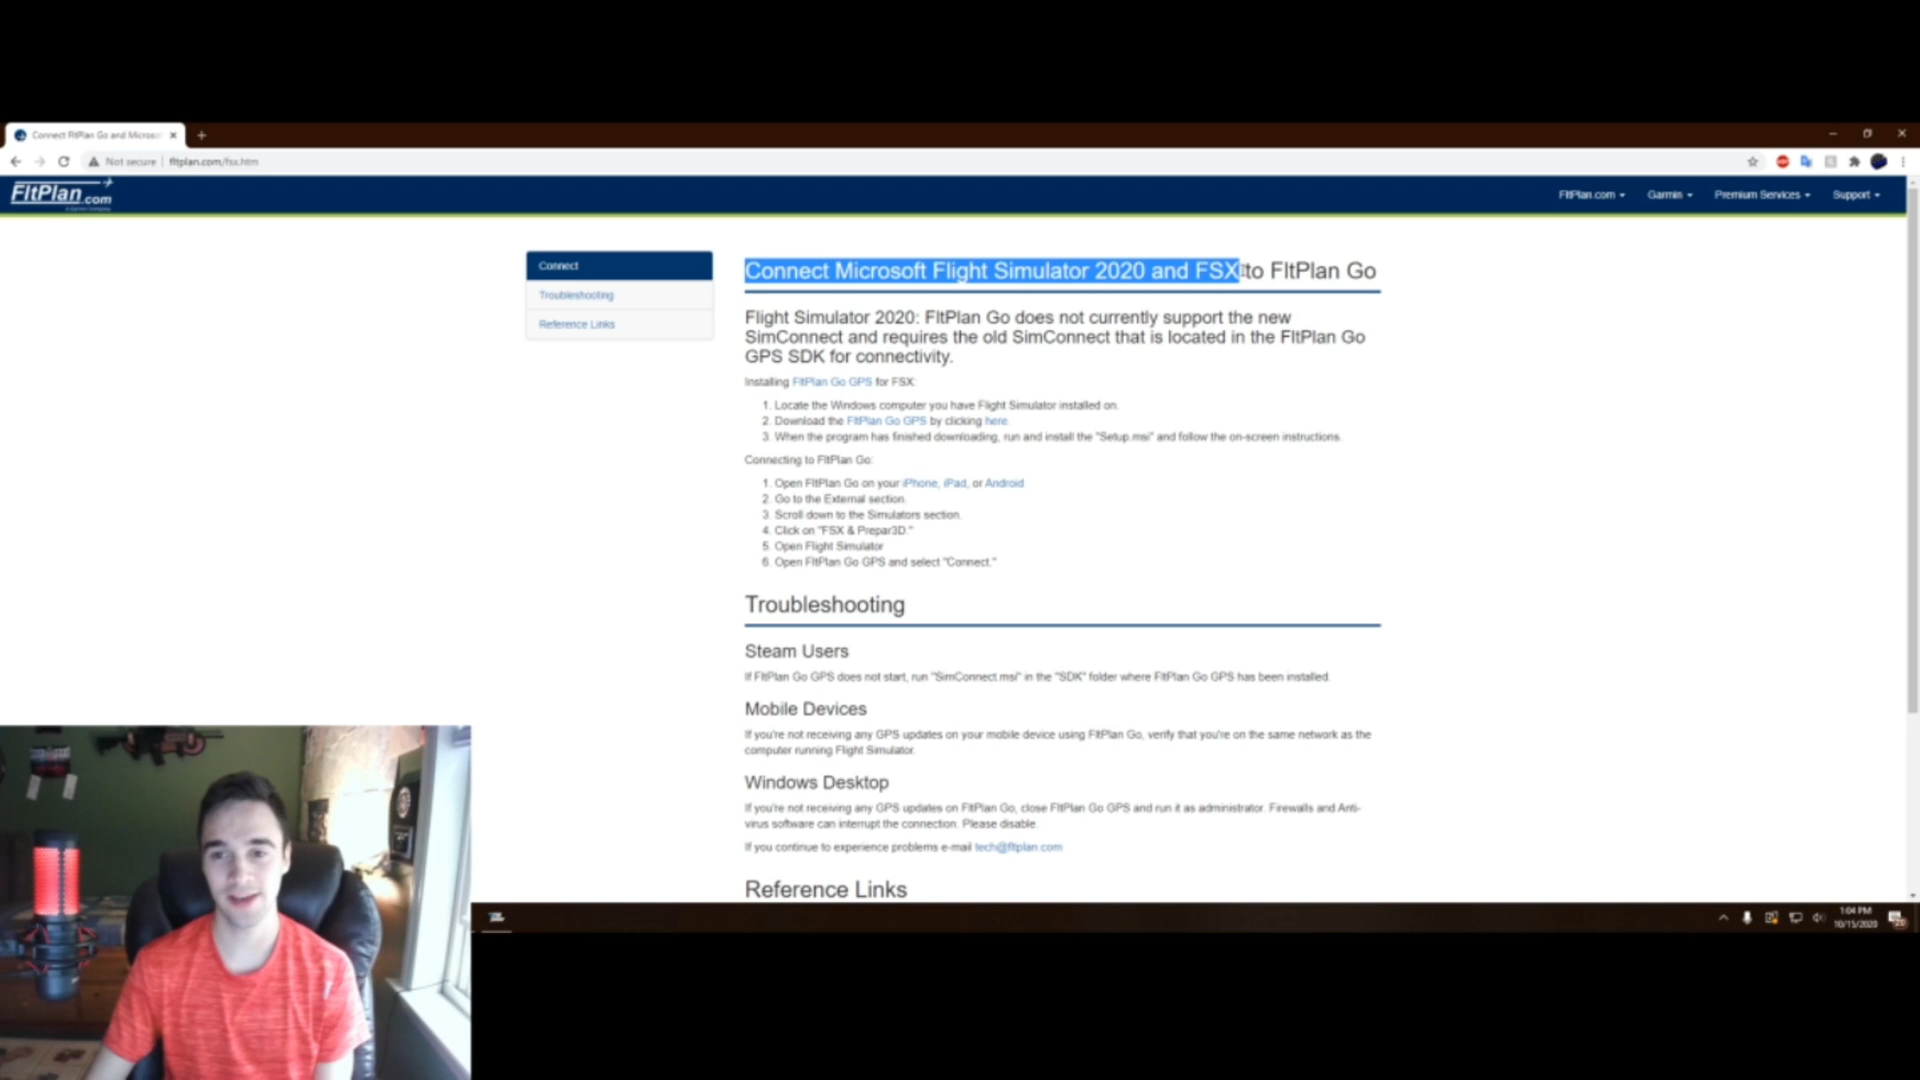 Connect FltPlan Go and Microso
Not secure | fltplan.com/fsx.htm
FltPlan.com
FltPlan.com
Garmin
Premium Services
Support
Connect
Troubleshooting
Reference Links
Connect Microsoft Flight Simulator 2020 and FSX to FltPlan Go
Flight Simulator 2020: FltPlan Go does not currently support the new
SimConnect and requires the old SimConnect that is located in the FltPlan Go
GPS SDK for connectivity.
Installing FltPlan Go GPS for FSX:
1. Locate the Windows computer you have Flight Simulator installed on.
2. Download the FltPlan Go GPS by clicking here.
3. When the program has finished downloading, run and install the "Setup.msi" and follow the on-screen instructions.
Connecting to FltPlan Go:
1. Open FltPlan Go on your iPhone, iPad, or Android
2. Go to the External section.
3. Scroll down to the Simulators section.
4. Click on "FSX & Prepar3D."
5. Open Flight Simulator
6. Open FltPlan Go GPS and select "Connect."
Troubleshooting
Steam Users
If FltPlan Go GPS does not start, run "SimConnect.msi" in the "SDK" folder where FltPlan Go GPS has been installed.
Mobile Devices
If you're not receiving any GPS updates on your mobile device using FltPlan Go, verify that you're on the same network as the
computer running Flight Simulator.
Windows Desktop
If you're not receiving any GPS updates on FltPlan Go, close FltPlan Go GPS and run it as administrator. Firewalls and Anti-
virus software can interrupt the connection. Please disable.
If you continue to experience problems e-mail tech@fltplan.com
Reference Links
1:04 PM
10/15/2020